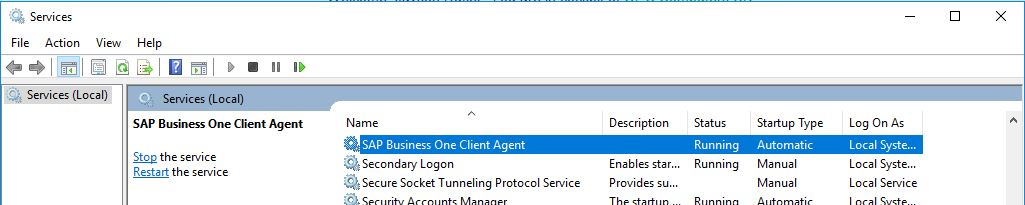 Services
File Action View Help
Services (Local)
Services (Local)
SAP Business One Client Agent
Stop the service
Restart the service
Name Description Status Startup Type Log On As
SAP Business One Client Agent Running Automatic Local Syste...
Secondary Logon Enables star... Running Manual Local Syste...
Secure Socket Tunneling Protocol Service Provides su... Manual Local Service
Security Accounts Manager The startup ... Running Automatic Local Syste...